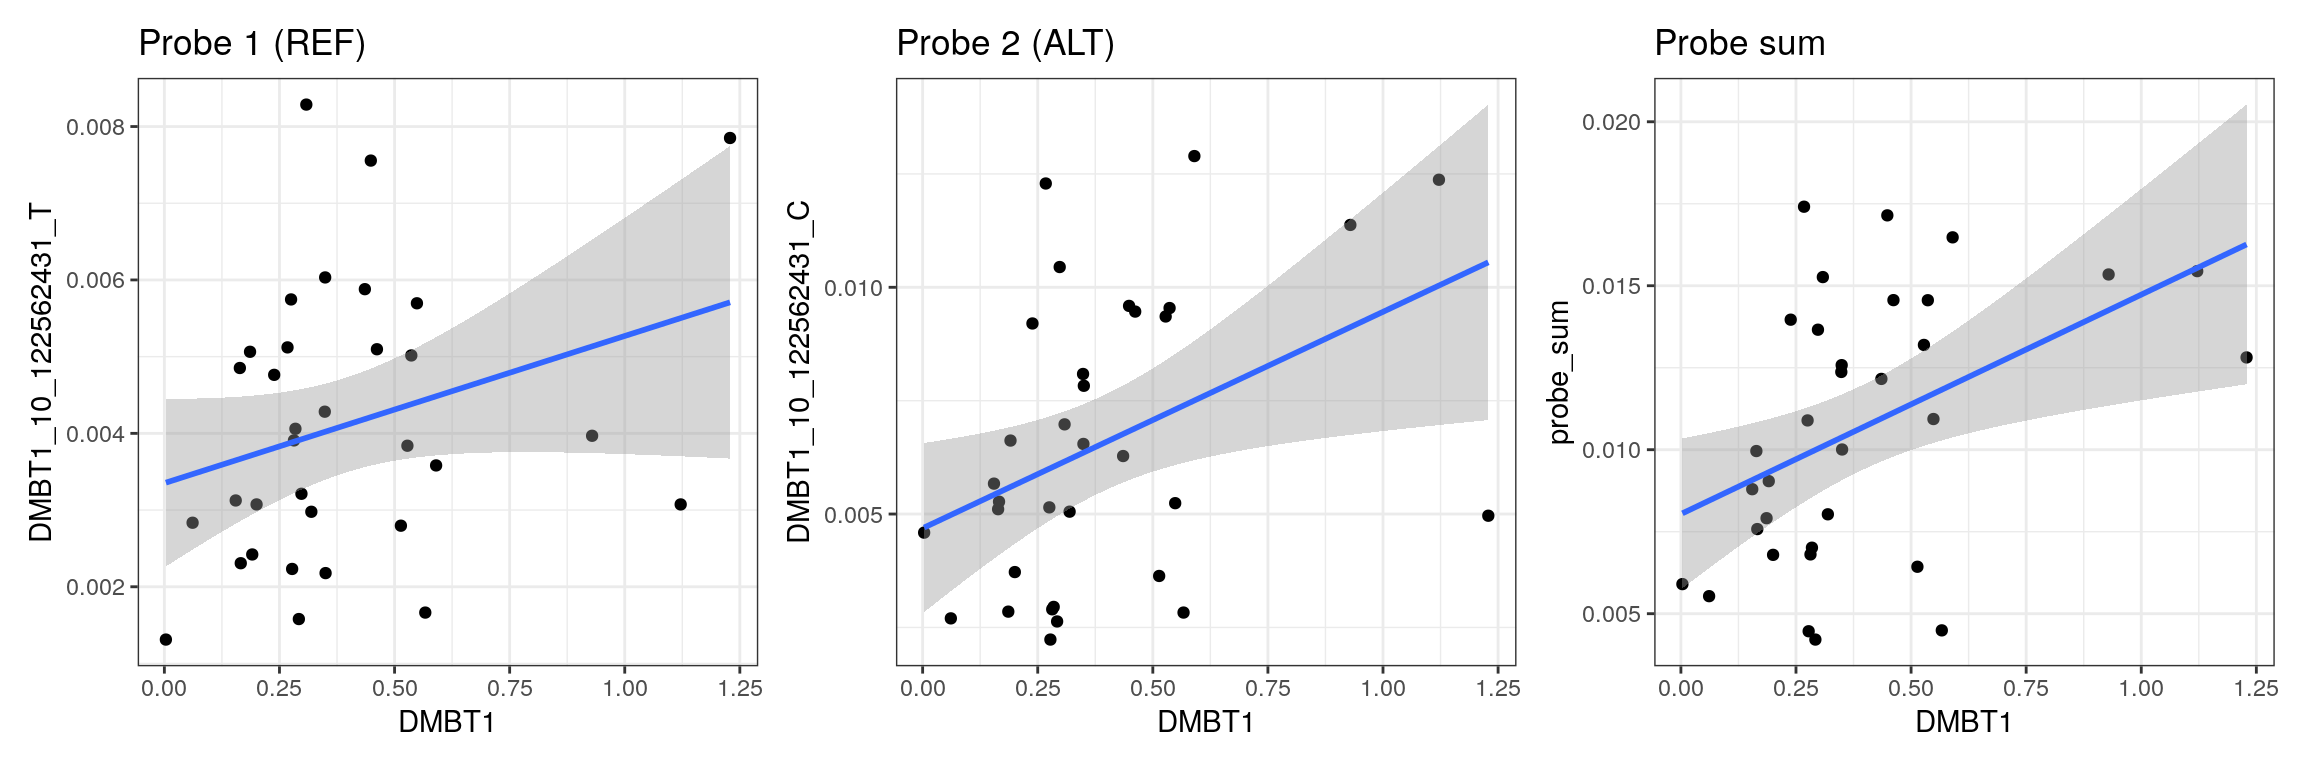 Probe 1 (REF)
DMBT1_10_122562431_T
0.008
0.006
0.004
0.002
0.00 0.25 0.50 0.75 1.00 1.25
DMBT1
Probe 2 (ALT)
DMBT1_10_122562431_C
0.010
0.005
0.00 0.25 0.50 0.75 1.00 1.25
DMBT1
Probe sum
probe_sum
0.020
0.015
0.010
0.005
0.00 0.25 0.50 0.75 1.00 1.25
DMBT1